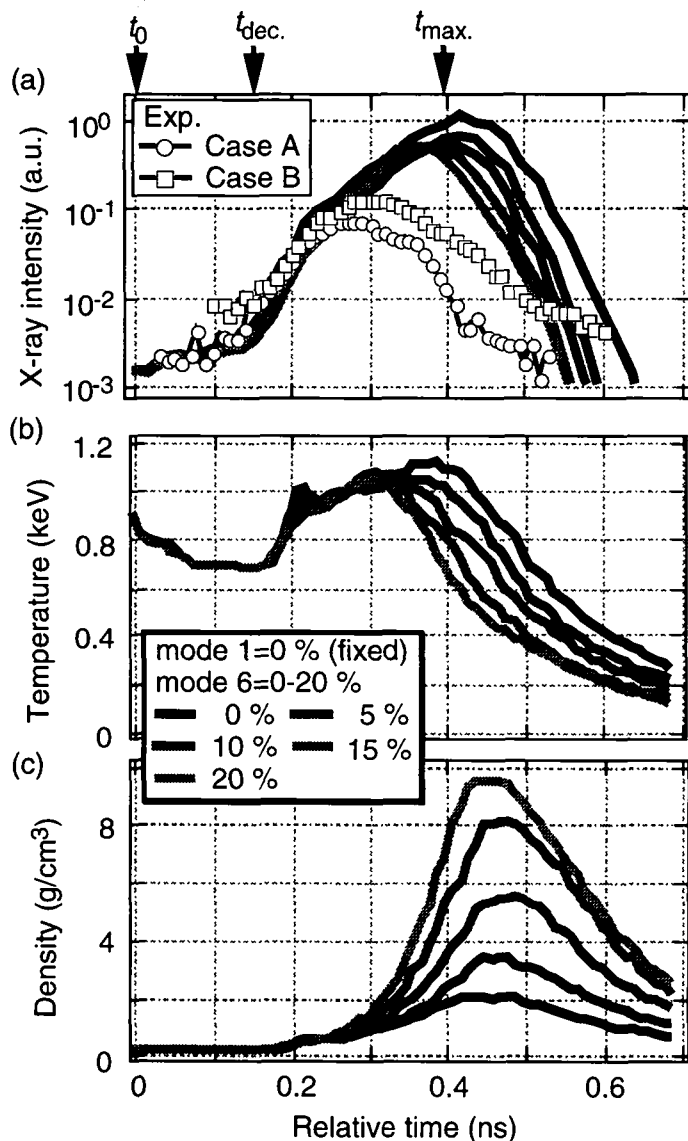 t0 tdec. tmax.
(a)
X-ray intensity (a.u.)
10^0
10^-1
10^-2
10^-3
Exp.
Case A
Case B
(b)
Temperature (keV)
1.2
0.8
0.4
0
mode 1=0 % (fixed)
mode 6=0-20 %
0 % 5 %
10 % 15 %
20 %
(c)
Density (g/cm3)
8
4
0
0 0.2 0.4 0.6
Relative time (ns)